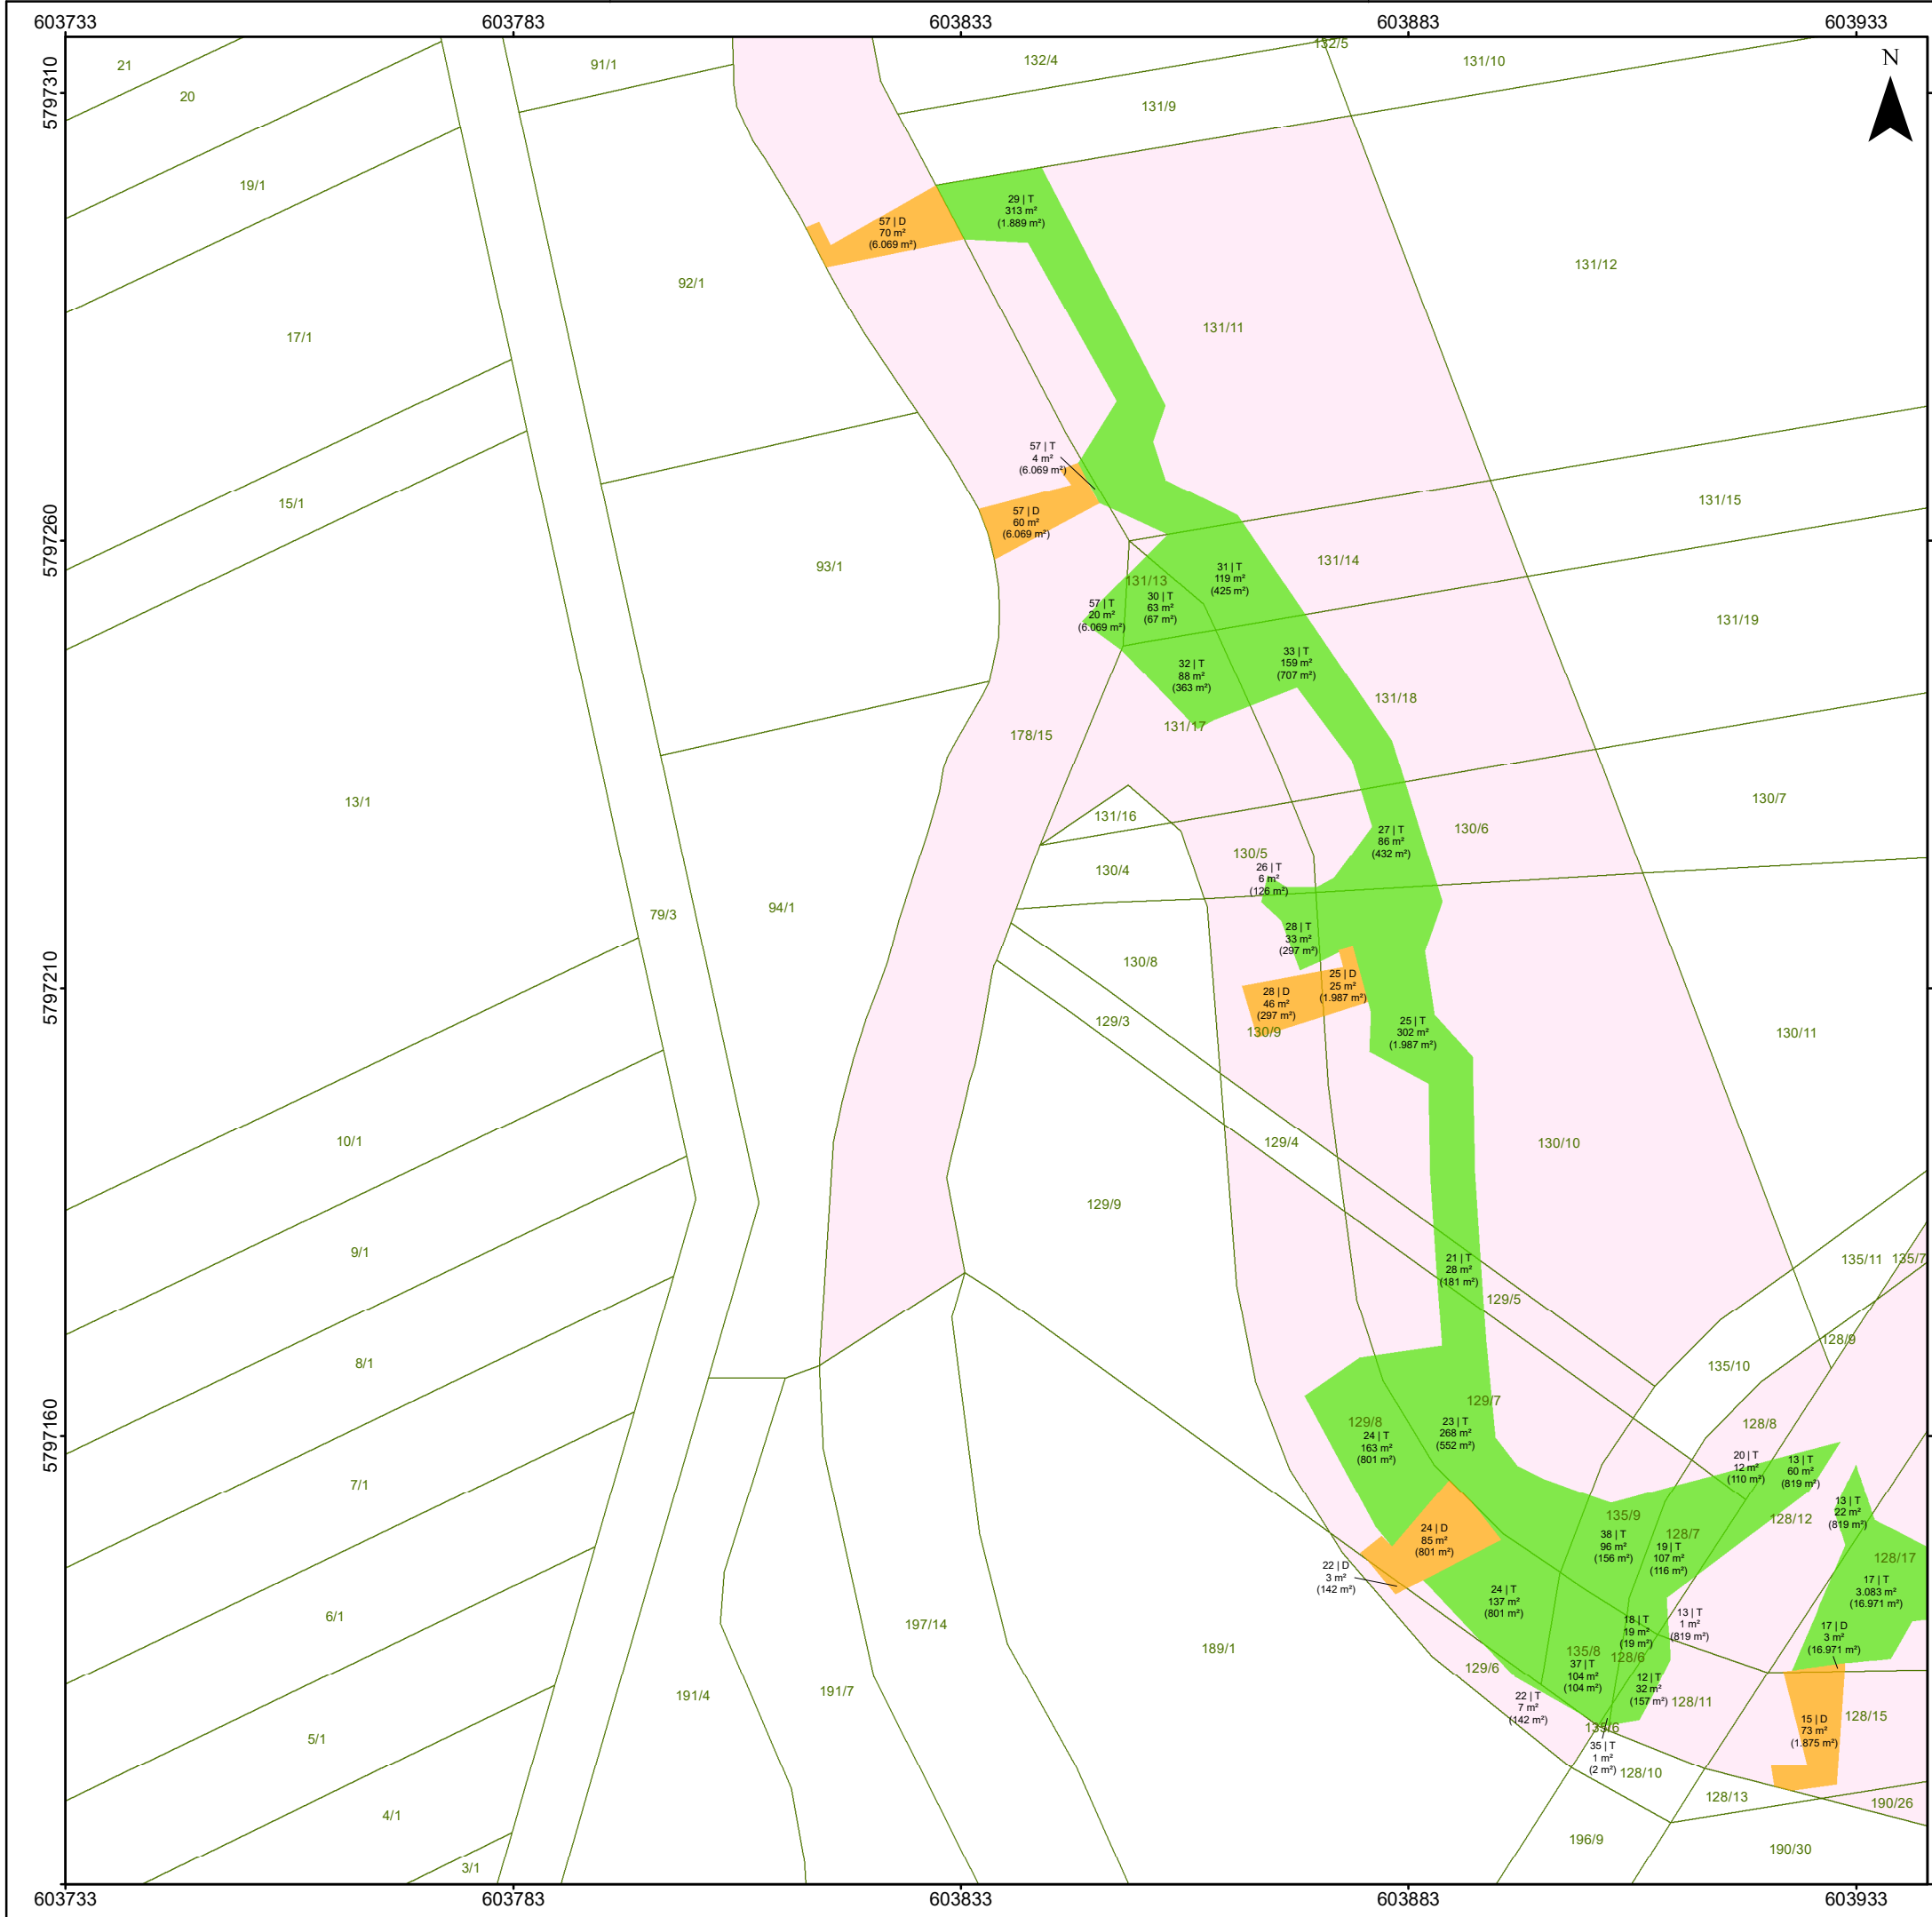 603733
603783
603833
603883
603933
5797310
5797260
5797210
5797160
N
21
20
91/1
132/4
132/5
131/10
131/9
19/1
29 | T
313 m²
(1.889 m²)
57 | D
70 m²
(6.069 m²)
131/12
92/1
131/11
17/1
57 | T
4 m²
(6.069 m²)
15/1
131/15
57 | D
60 m²
(6.069 m²)
93/1
131/14
131/13
31 | T
119 m²
(425 m²)
30 | T
63 m²
(67 m²)
57 | T
20 m²
(6.069 m²)
131/19
33 | T
159 m²
(707 m²)
32 | T
88 m²
(363 m²)
131/18
131/17
178/15
13/1
130/7
131/16
130/6
27 | T
86 m²
(432 m²)
130/5
130/4
26 | T
6 m²
(126 m²)
79/3
94/1
28 | T
33 m²
(297 m²)
130/8
25 | D
25 m²
(1.987 m²)
28 | D
46 m²
(297 m²)
129/3
130/9
25 | T
302 m²
(1.987 m²)
130/11
10/1
129/4
130/10
129/9
9/1
135/11
135/7
21 | T
28 m²
(181 m²)
129/5
128/9
8/1
135/10
129/7
129/8
24 | T
163 m²
(801 m²)
23 | T
268 m²
(552 m²)
128/8
20 | T
12 m²
(110 m²)
13 | T
60 m²
(819 m²)
7/1
13 | T
22 m²
(819 m²)
135/9
128/12
24 | D
85 m²
(801 m²)
38 | T
96 m²
(156 m²)
128/7
19 | T
107 m²
(116 m²)
128/17
22 | D
3 m²
(142 m²)
17 | T
3.083 m²
(16.971 m²)
24 | T
137 m²
(801 m²)
6/1
197/14
189/1
18 | T
19 m²
(19 m²)
13 | T
1 m²
(819 m²)
17 | D
3 m²
(16.971 m²)
135/8
128/6
129/6
37 | T
104 m²
(104 m²)
12 | T
32 m²
(157 m²)
191/4
191/7
22 | T
7 m²
(142 m²)
128/11
128/15
15 | D
73 m²
(1.875 m²)
135/6
5/1
35 | T
1 m²
(2 m²)
128/10
128/13
190/26
4/1
196/9
190/30
3/1
603733
603783
603833
603883
603933